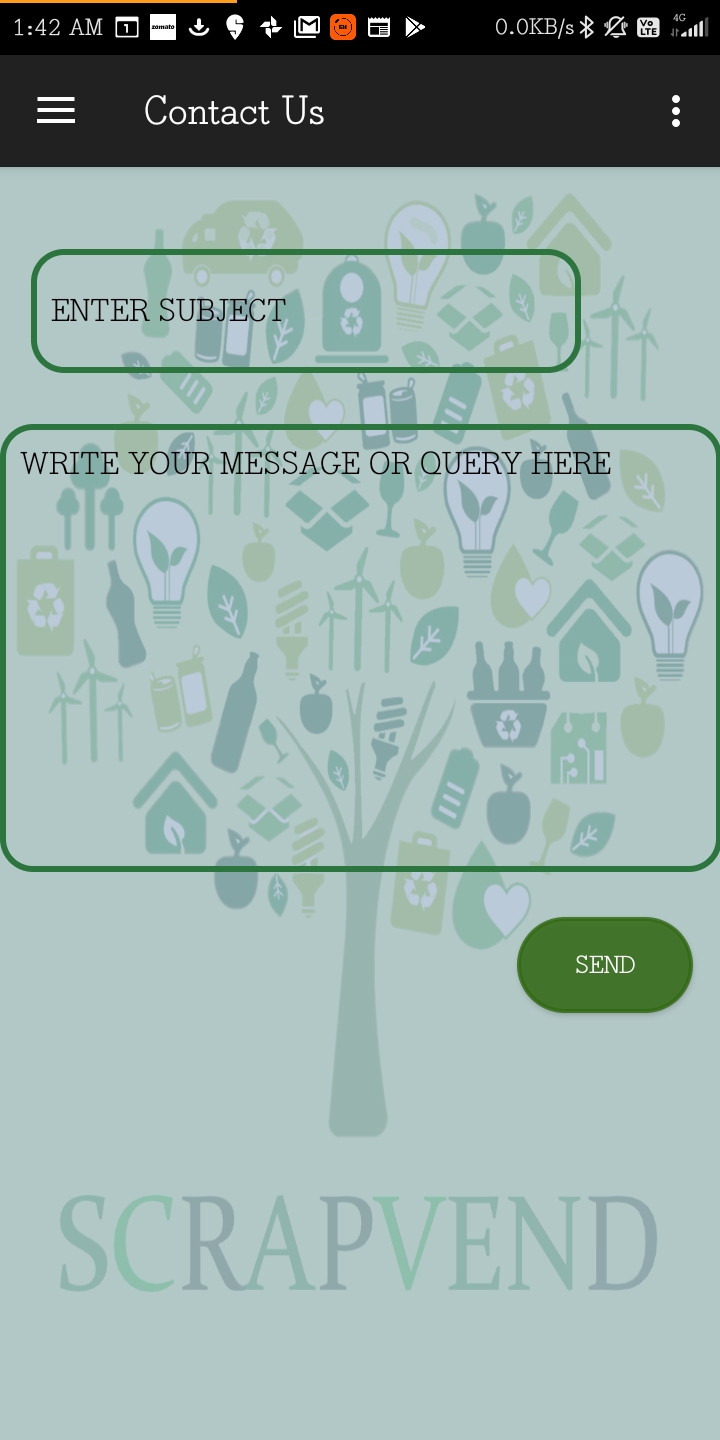 1:42 AM 1 zomato SH 0.0KB/s Vo LTE 4G
Contact Us
ENTER SUBJECT
WRITE YOUR MESSAGE OR QUERY HERE
SEND
SCRAPVEND